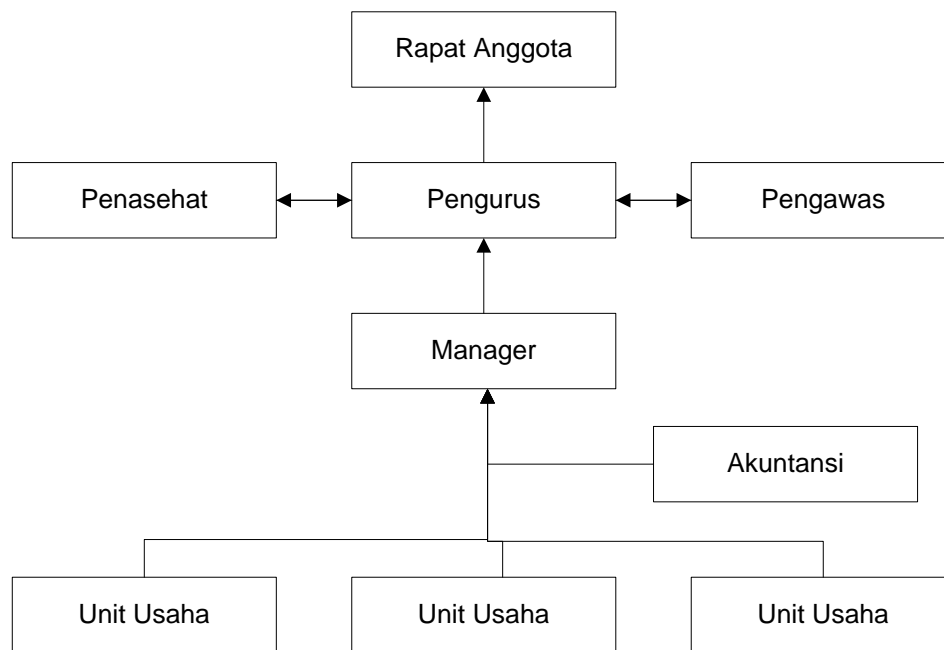 Rapat Anggota
Penasehat
Pengurus
Pengawas
Manager
Akuntansi
Unit Usaha
Unit Usaha
Unit Usaha